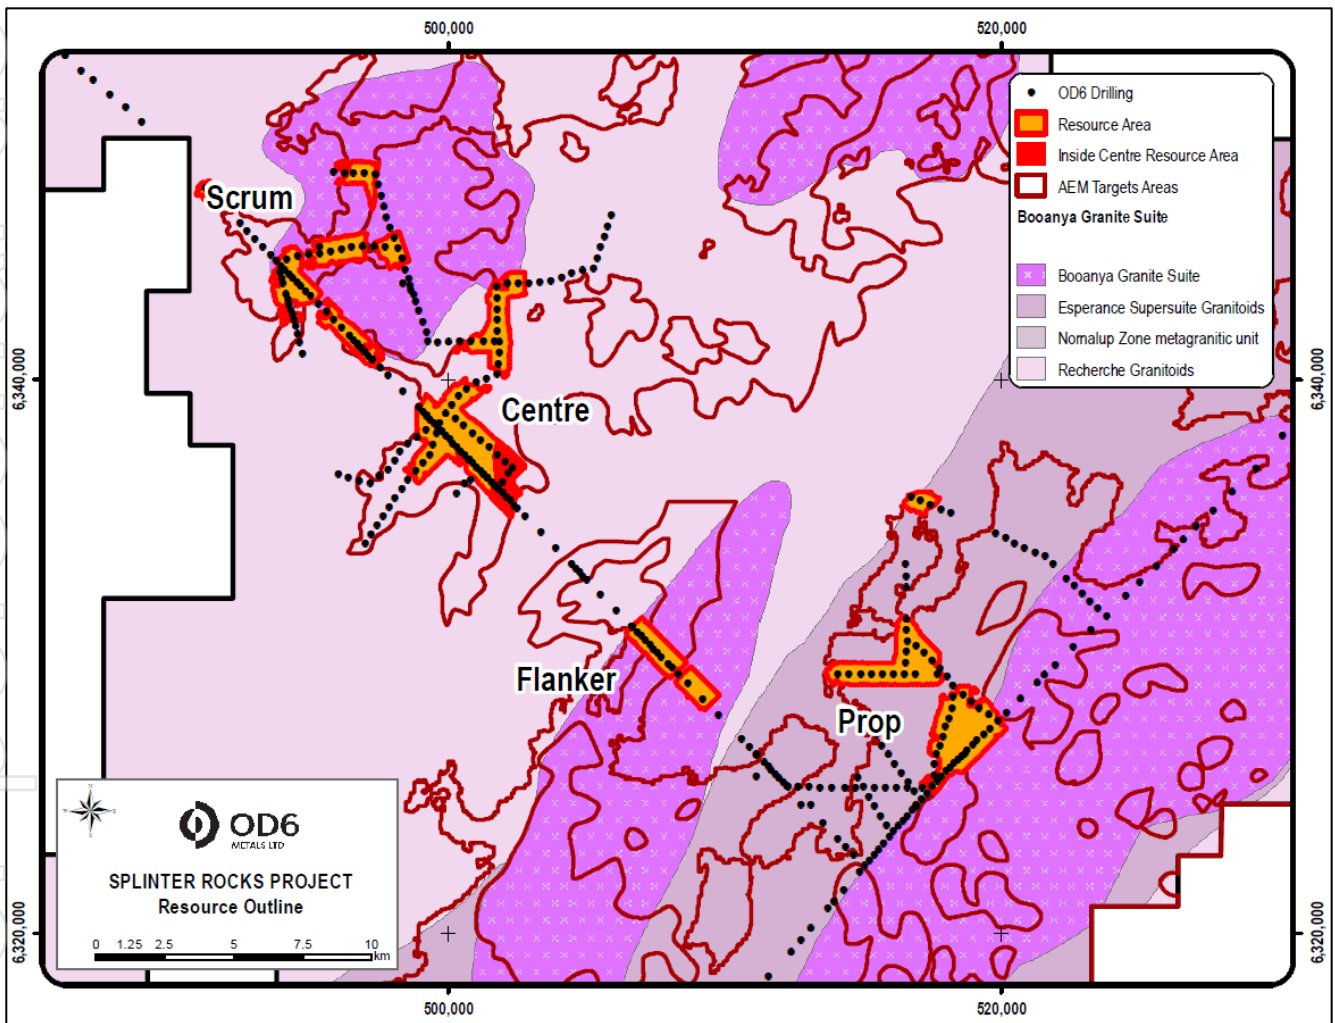 500,000
520,000
OD6 Drilling
Resource Area
Inside Centre Resource Area
AEM Targets Areas
Booanya Granite Suite
Booanya Granite Suite
Esperance Supersuite Granitoids
Nornalup Zone metagranitic unit
Recherche Granitoids
Scrum
6,340,000
6,340,000
Centre
Flanker
Prop
OD6
METALS LTD
SPLINTER ROCKS PROJECT
Resource Outline
0 1.25 2.5 5 7.5 10
km
6,320,000
6,320,000
500,000
520,000